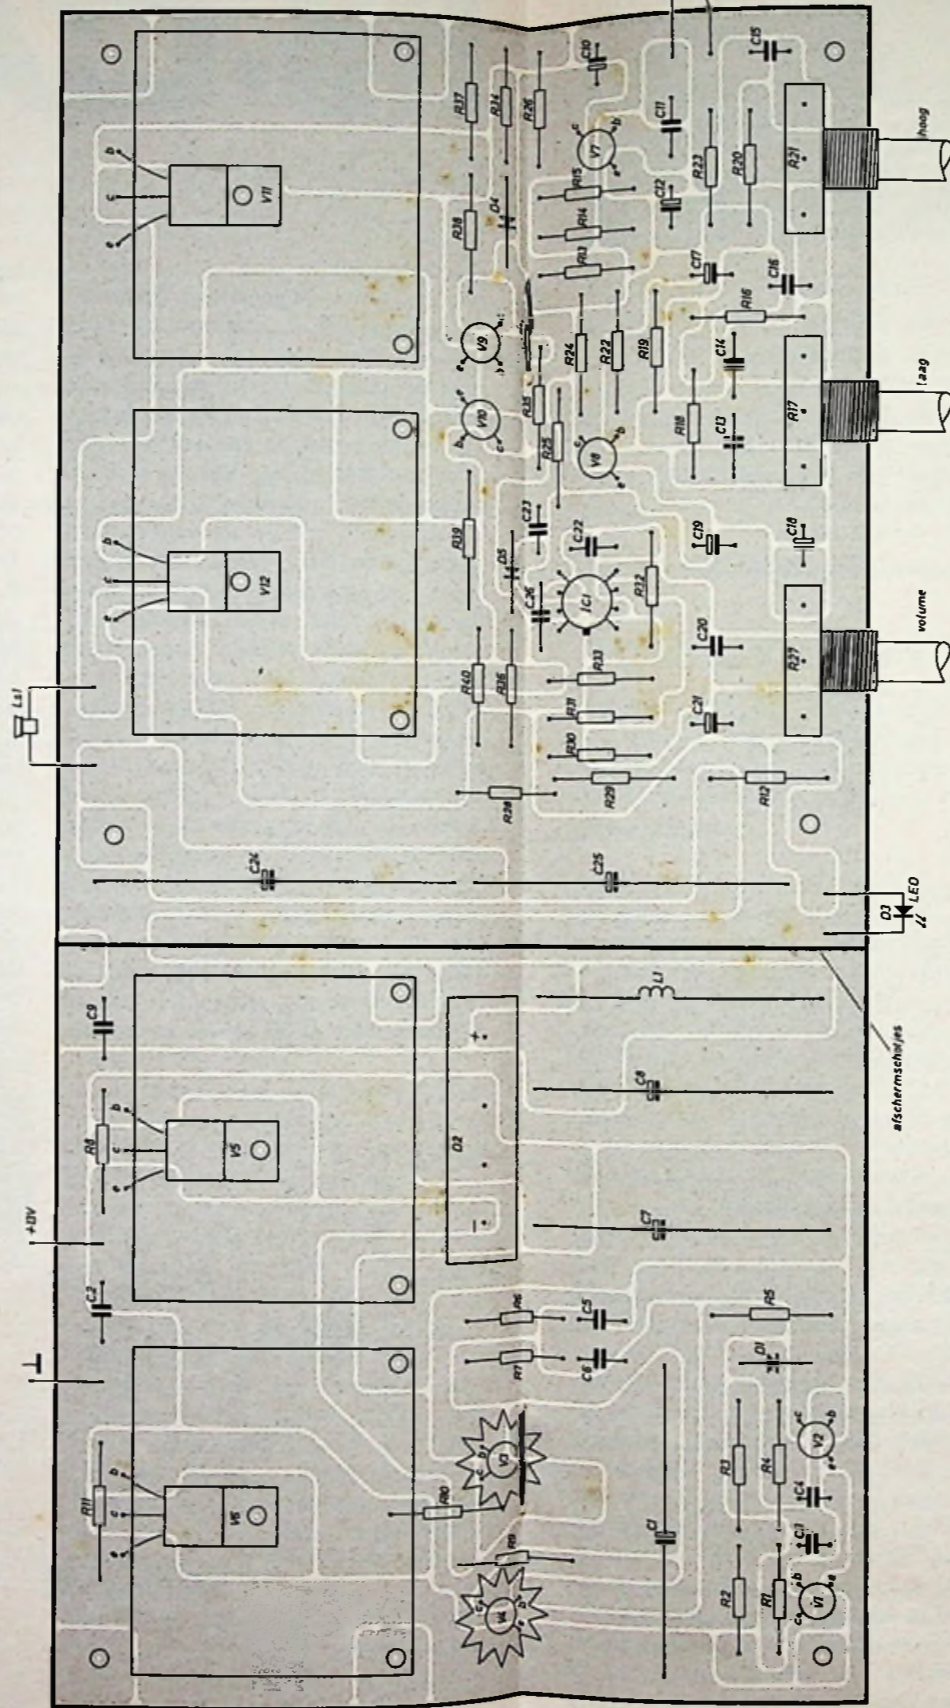 Ls1
+13V
⊥
b
c
e
V11
b
c
e
V12
R37
R34
R26
C10
C15
C11
V7
c
b
e
R15
R14
R13
C12
R23
R20
R21
hoog
R38
D4
C17
C16
R16
V9
V10
R35
R25
R24
R22
R19
C14
C13
R18
R17
laag
V8
c
b
e
R39
D5
C23
C22
C26
IC1
R32
C19
C18
C20
C21
R27
volume
R40
R36
R33
R31
R30
R29
R28
R12
C24
C25
D3
LED
afschermschotjes
C9
R8
b
c
e
V5
D2
+
−
L1
C8
C7
C2
R11
b
c
e
V6
R6
R7
C5
C6
R5
D1
V3
R10
R9
V4
C1
R3
R4
V2
c
b
e
+C4
R2
R1
V1
c
b
e